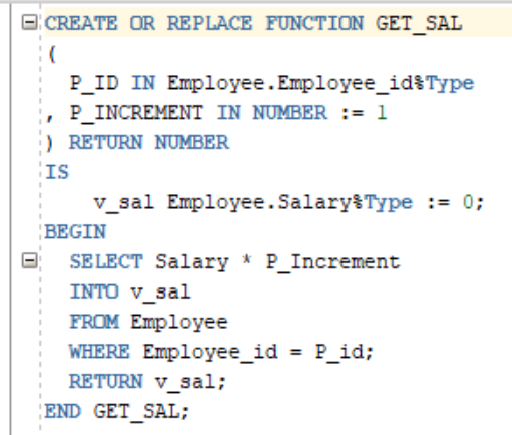 CREATE OR REPLACE FUNCTION GET_SAL
(
P_ID IN Employee.Employee_id%Type
, P_INCREMENT IN NUMBER := 1
) RETURN NUMBER
IS
v_sal Employee.Salary%Type := 0;
BEGIN
SELECT Salary * P_Increment
INTO v_sal
FROM Employee
WHERE Employee_id = P_id;
RETURN v_sal;
END GET_SAL;